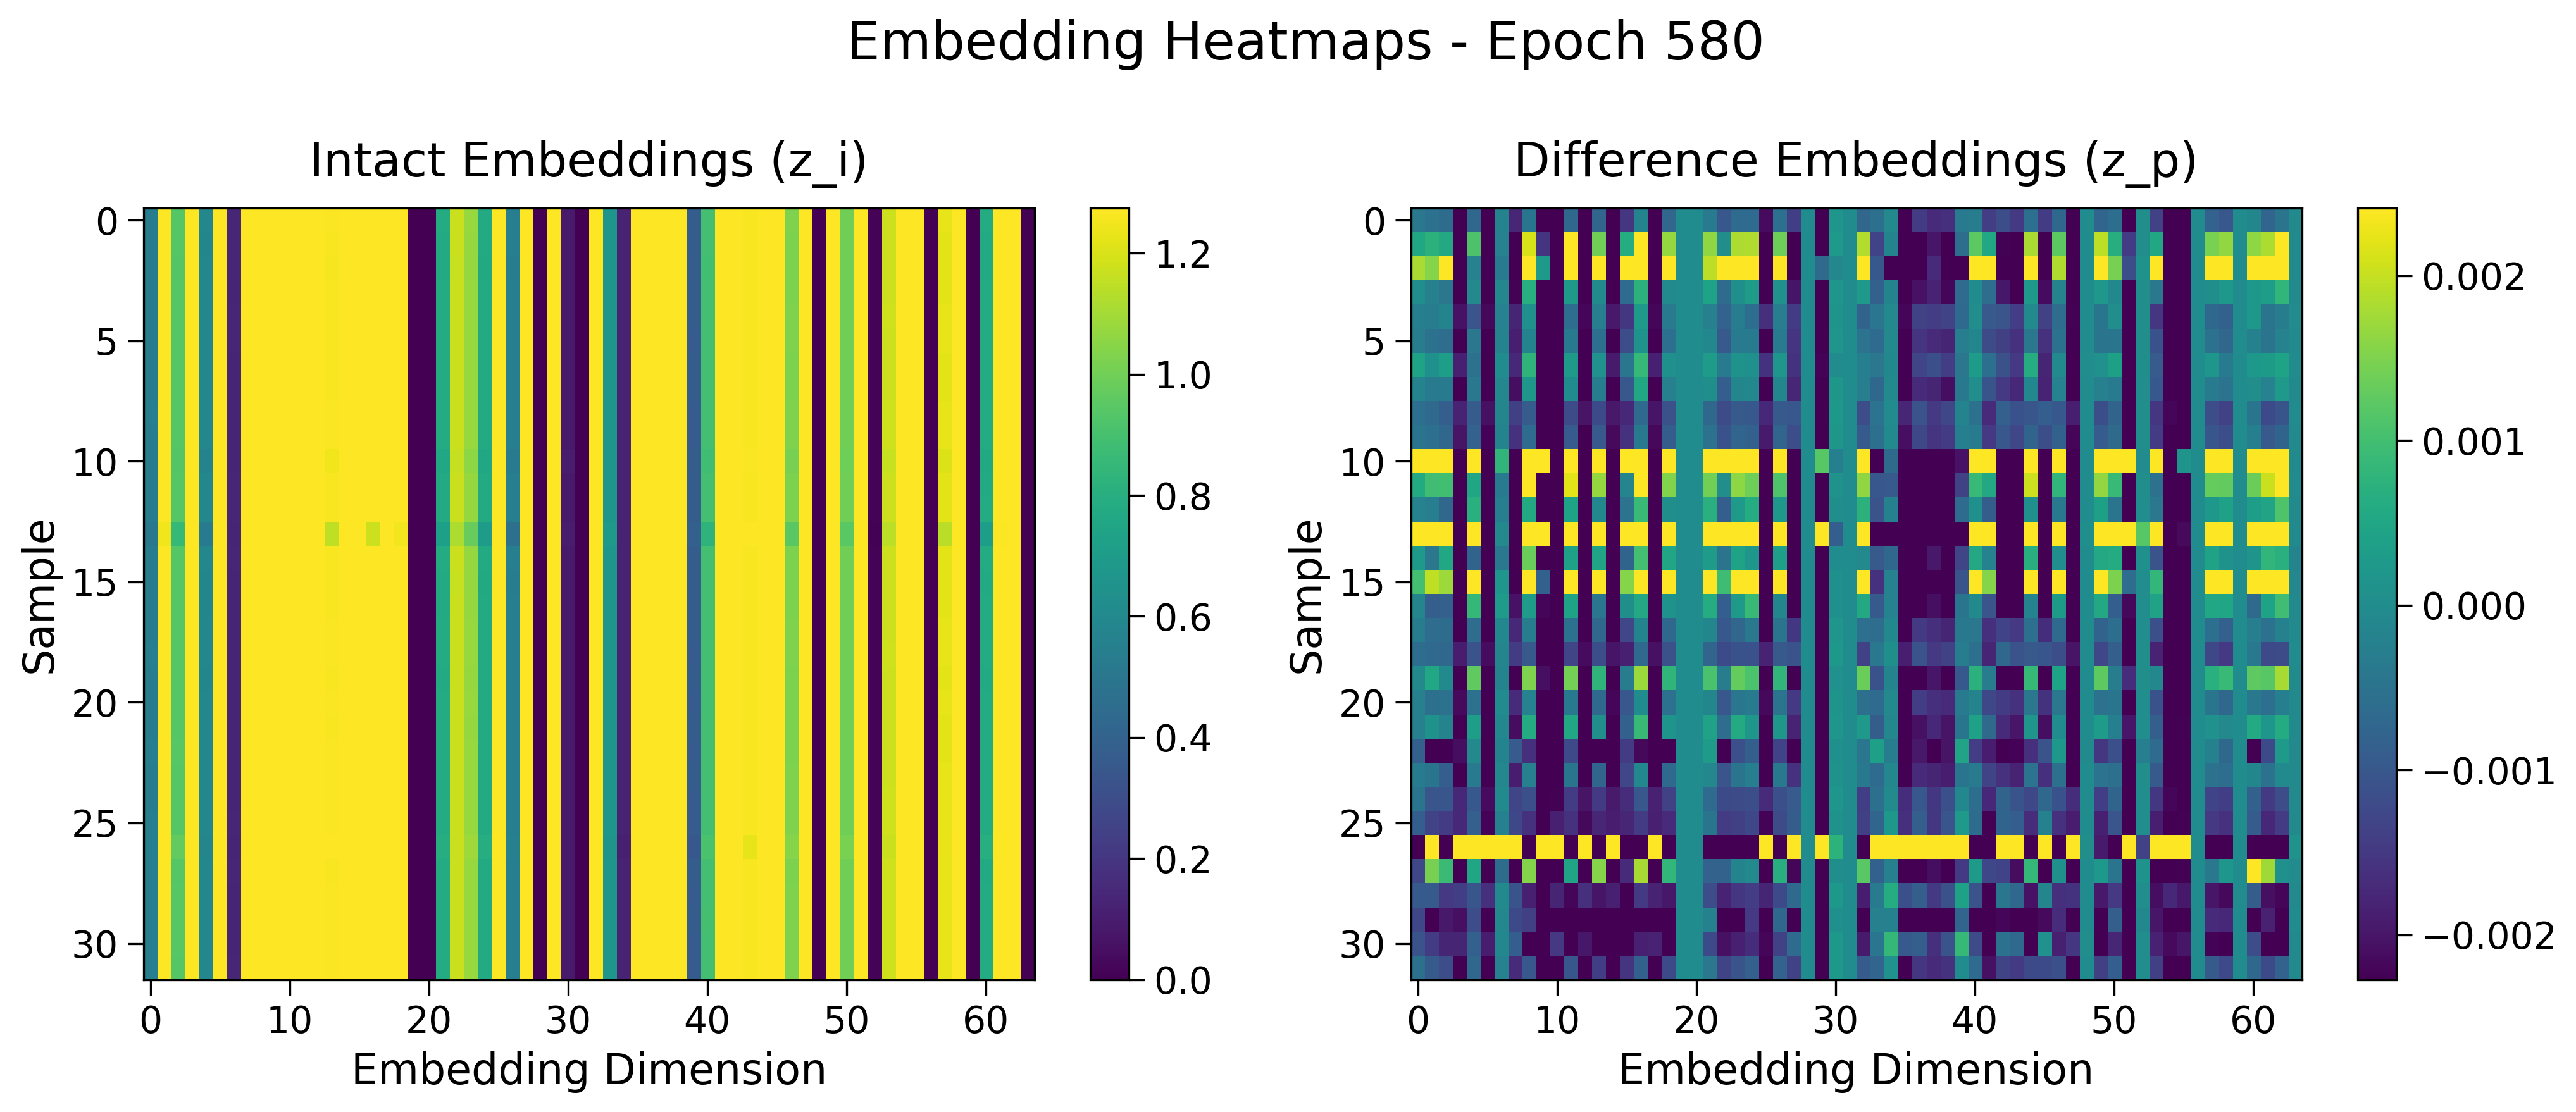 Embedding Heatmaps - Epoch 580
Intact Embeddings (z_i)
0
5
10
15
20
25
30
Sample
0 10 20 30 40 50 60
Embedding Dimension
1.2
1.0
0.8
0.6
0.4
0.2
0.0
Difference Embeddings (z_p)
0
5
10
15
20
25
30
Sample
0 10 20 30 40 50 60
Embedding Dimension
0.002
0.001
0.000
−0.001
−0.002